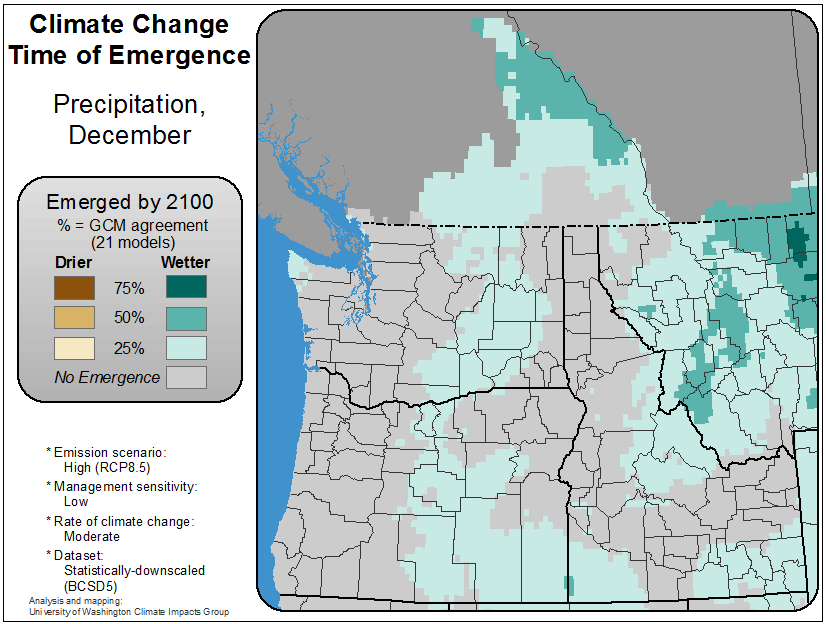 Climate Change
Time of Emergence
Precipitation,
December
Emerged by 2100
% = GCM agreement
(21 models)
Drier Wetter
75%
50%
25%
No Emergence
* Emission scenario:
High (RCP8.5)
* Management sensitivity:
Low
* Rate of climate change:
Moderate
* Dataset:
Statistically-downscaled
(BCSD5)
Analysis and mapping:
University of Washington Climate Impacts Group